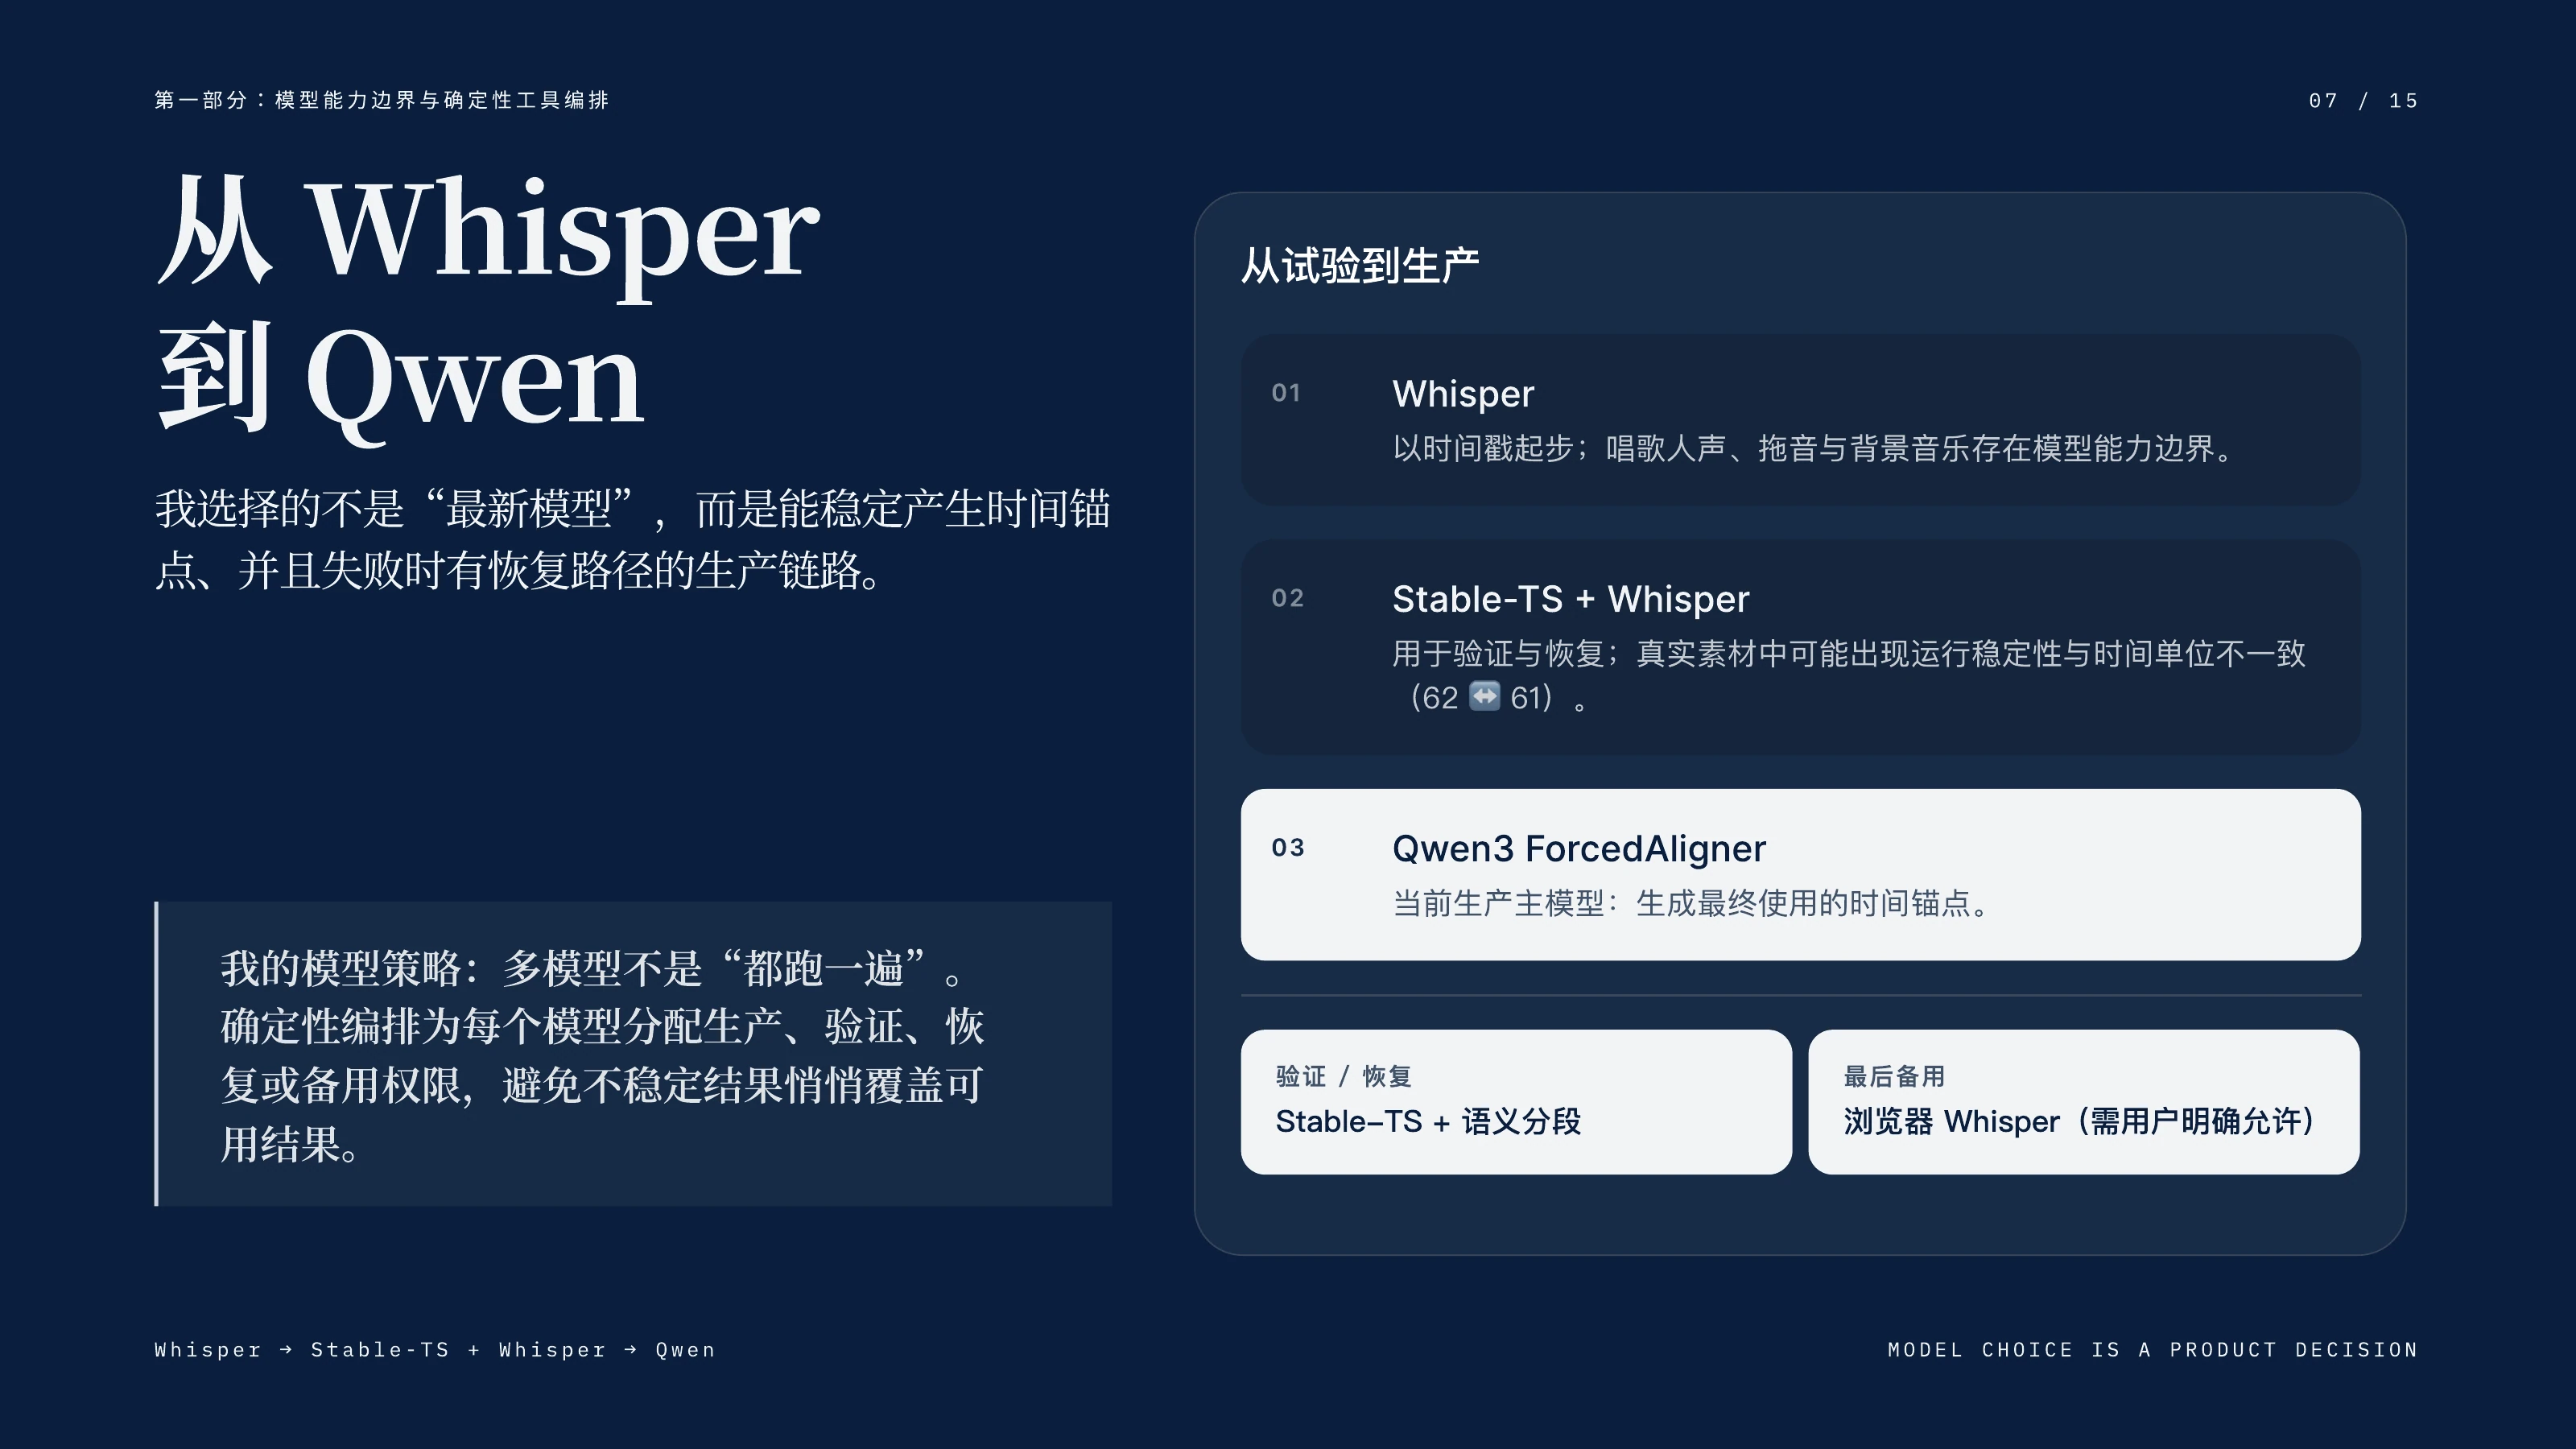 第一部分：模型能力边界与确定性工具编排
07 / 15
从 Whisper
到 Qwen
我选择的不是“最新模型”，而是能稳定产生时间锚
点、并且失败时有恢复路径的生产链路。
我的模型策略：多模型不是“都跑一遍”。
确定性编排为每个模型分配生产、验证、恢
复或备用权限，避免不稳定结果悄悄覆盖可
用结果。
从试验到生产
01
Whisper
以时间戳起步；唱歌人声、拖音与背景音乐存在模型能力边界。
02
Stable-TS + Whisper
用于验证与恢复；真实素材中可能出现运行稳定性与时间单位不一致
（62 ↔️ 61）。
03
Qwen3 ForcedAligner
当前生产主模型：生成最终使用的时间锚点。
验证 / 恢复
Stable–TS + 语义分段
最后备用
浏览器 Whisper（需用户明确允许）
Whisper → Stable-TS + Whisper → Qwen
MODEL CHOICE IS A PRODUCT DECISION